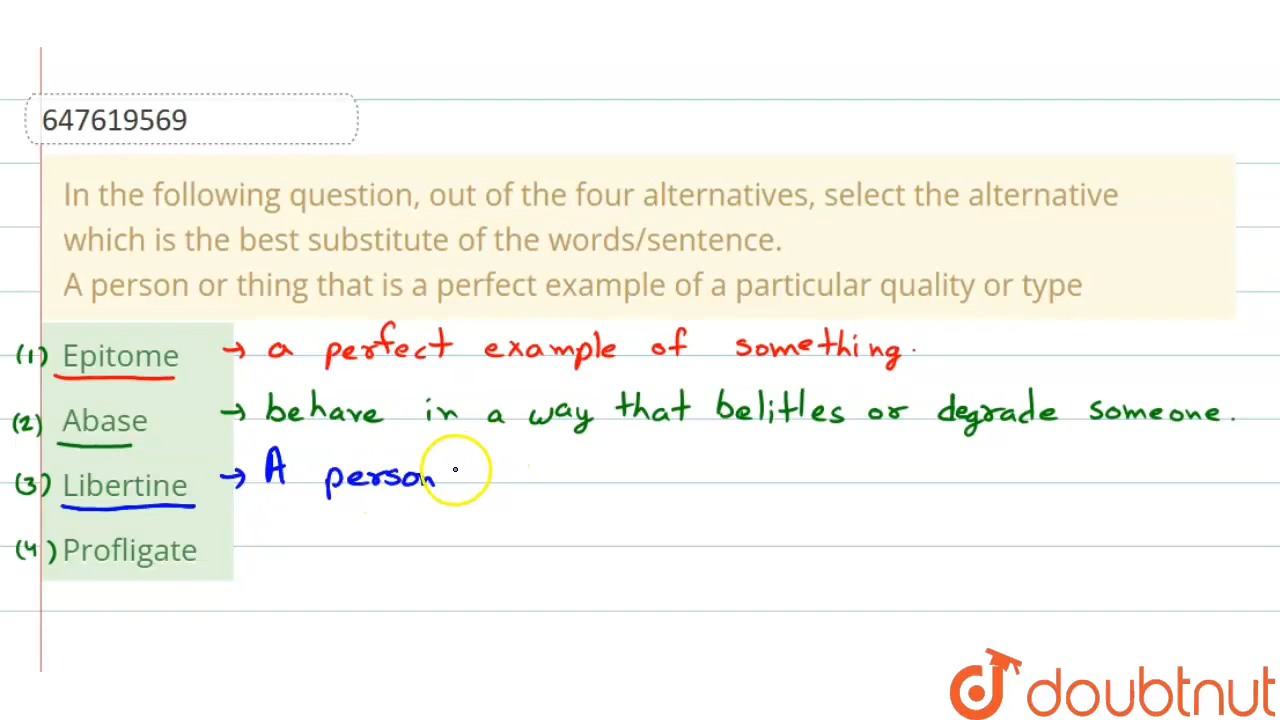 647619569
In the following question, out of the four alternatives, select the alternative
which is the best substitute of the words/sentence.
A person or thing that is a perfect example of a particular quality or type
(1) Epitome → a perfect example of something.
(2) Abase → behave in a way that belitles or degrade someone.
(3) Libertine → A person
(4) Profligate
doubtnut